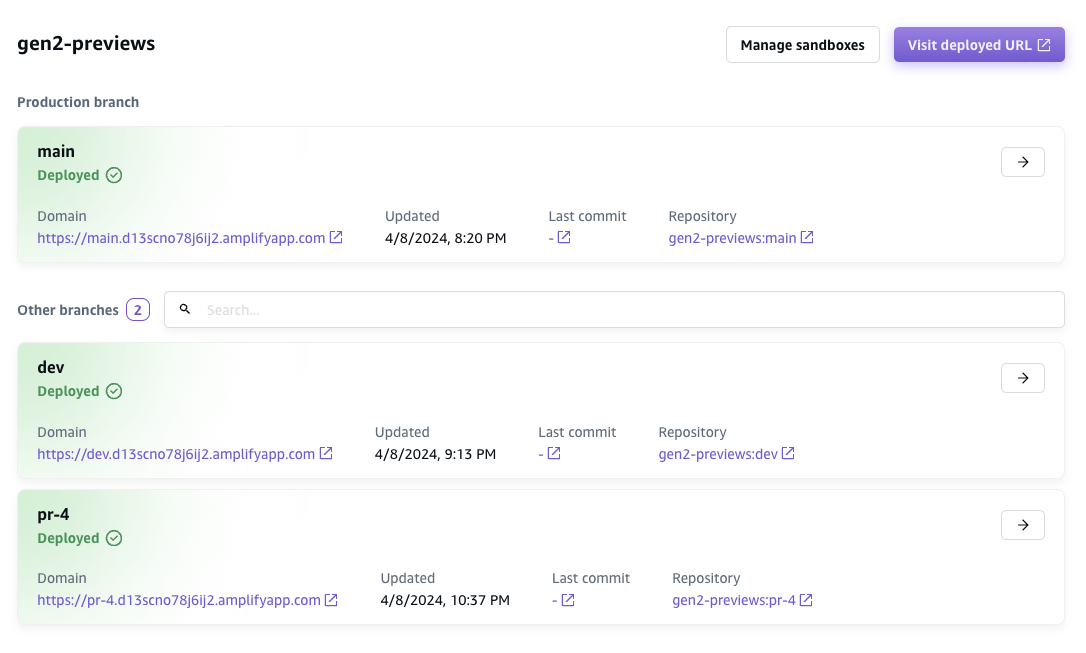 gen2-previews
Manage sandboxes
Visit deployed URL
Production branch
main
Deployed
Domain Updated Last commit Repository
https://main.d13scno78j6ij2.amplifyapp.com 4/8/2024, 8:20 PM - gen2-previews:main
Other branches 2 Search...
dev
Deployed
Domain Updated Last commit Repository
https://dev.d13scno78j6ij2.amplifyapp.com 4/8/2024, 9:13 PM - gen2-previews:dev
pr-4
Deployed
Domain Updated Last commit Repository
https://pr-4.d13scno78j6ij2.amplifyapp.com 4/8/2024, 10:37 PM - gen2-previews:pr-4